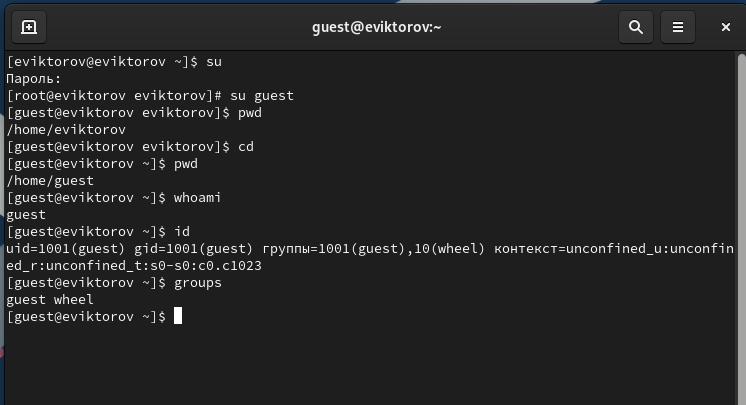 guest@eviktorov:~
[eviktorov@eviktorov ~]$ su
Пароль:
[root@eviktorov eviktorov]# su guest
[guest@eviktorov eviktorov]$ pwd
/home/eviktorov
[guest@eviktorov eviktorov]$ cd
[guest@eviktorov ~]$ pwd
/home/guest
[guest@eviktorov ~]$ whoami
guest
[guest@eviktorov ~]$ id
uid=1001(guest) gid=1001(guest) группы=1001(guest),10(wheel) контекст=unconfined_u:unconfin
ed_r:unconfined_t:s0-s0:c0.c1023
[guest@eviktorov ~]$ groups
guest wheel
[guest@eviktorov ~]$